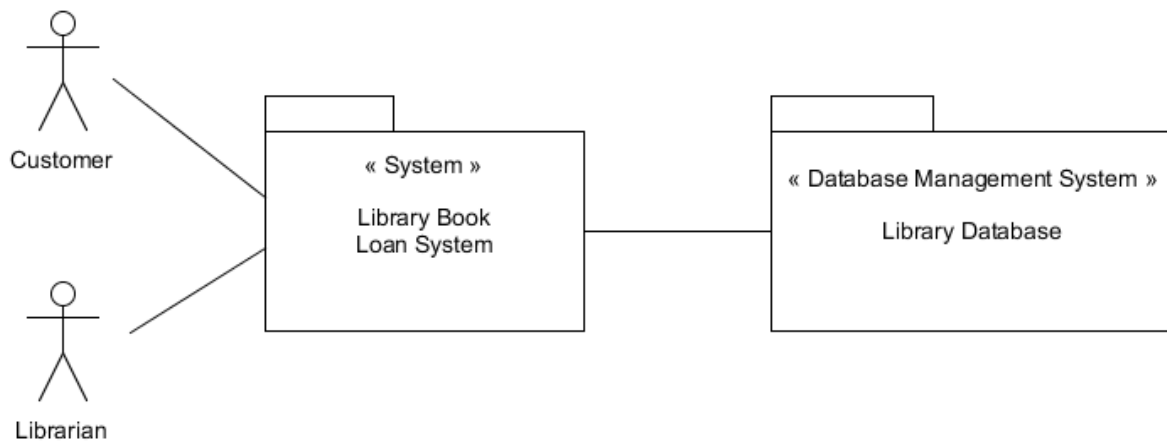 Customer
« System »
Library Book
Loan System
« Database Management System »
Library Database
Librarian